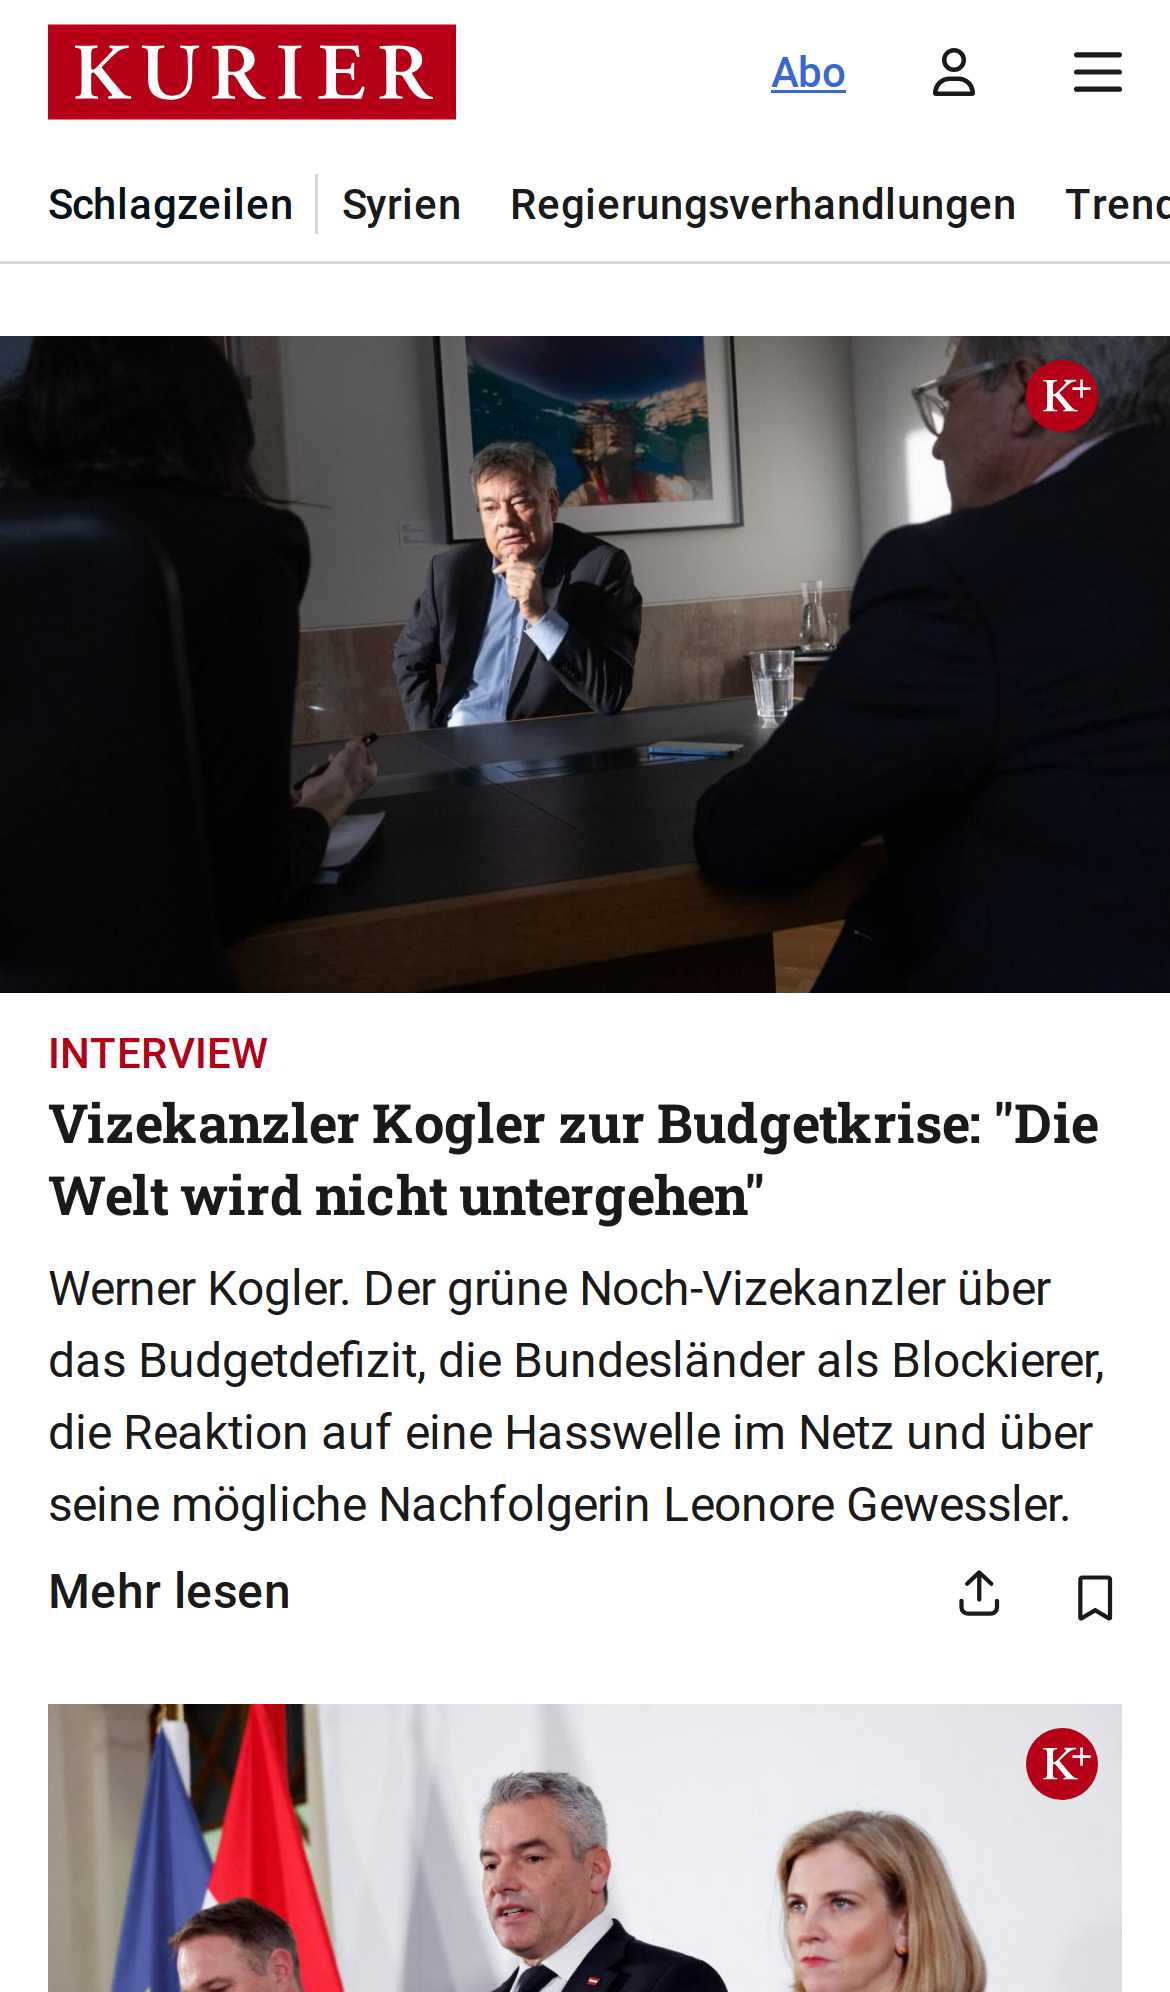 KURIER
Abo
Schlagzeilen
Syrien
Regierungsverhandlungen
Trend
K+
INTERVIEW
Vizekanzler Kogler zur Budgetkrise: "Die
Welt wird nicht untergehen"
Werner Kogler. Der grüne Noch-Vizekanzler über
das Budgetdefizit, die Bundesländer als Blockierer,
die Reaktion auf eine Hasswelle im Netz und über
seine mögliche Nachfolgerin Leonore Gewessler.
Mehr lesen
K+